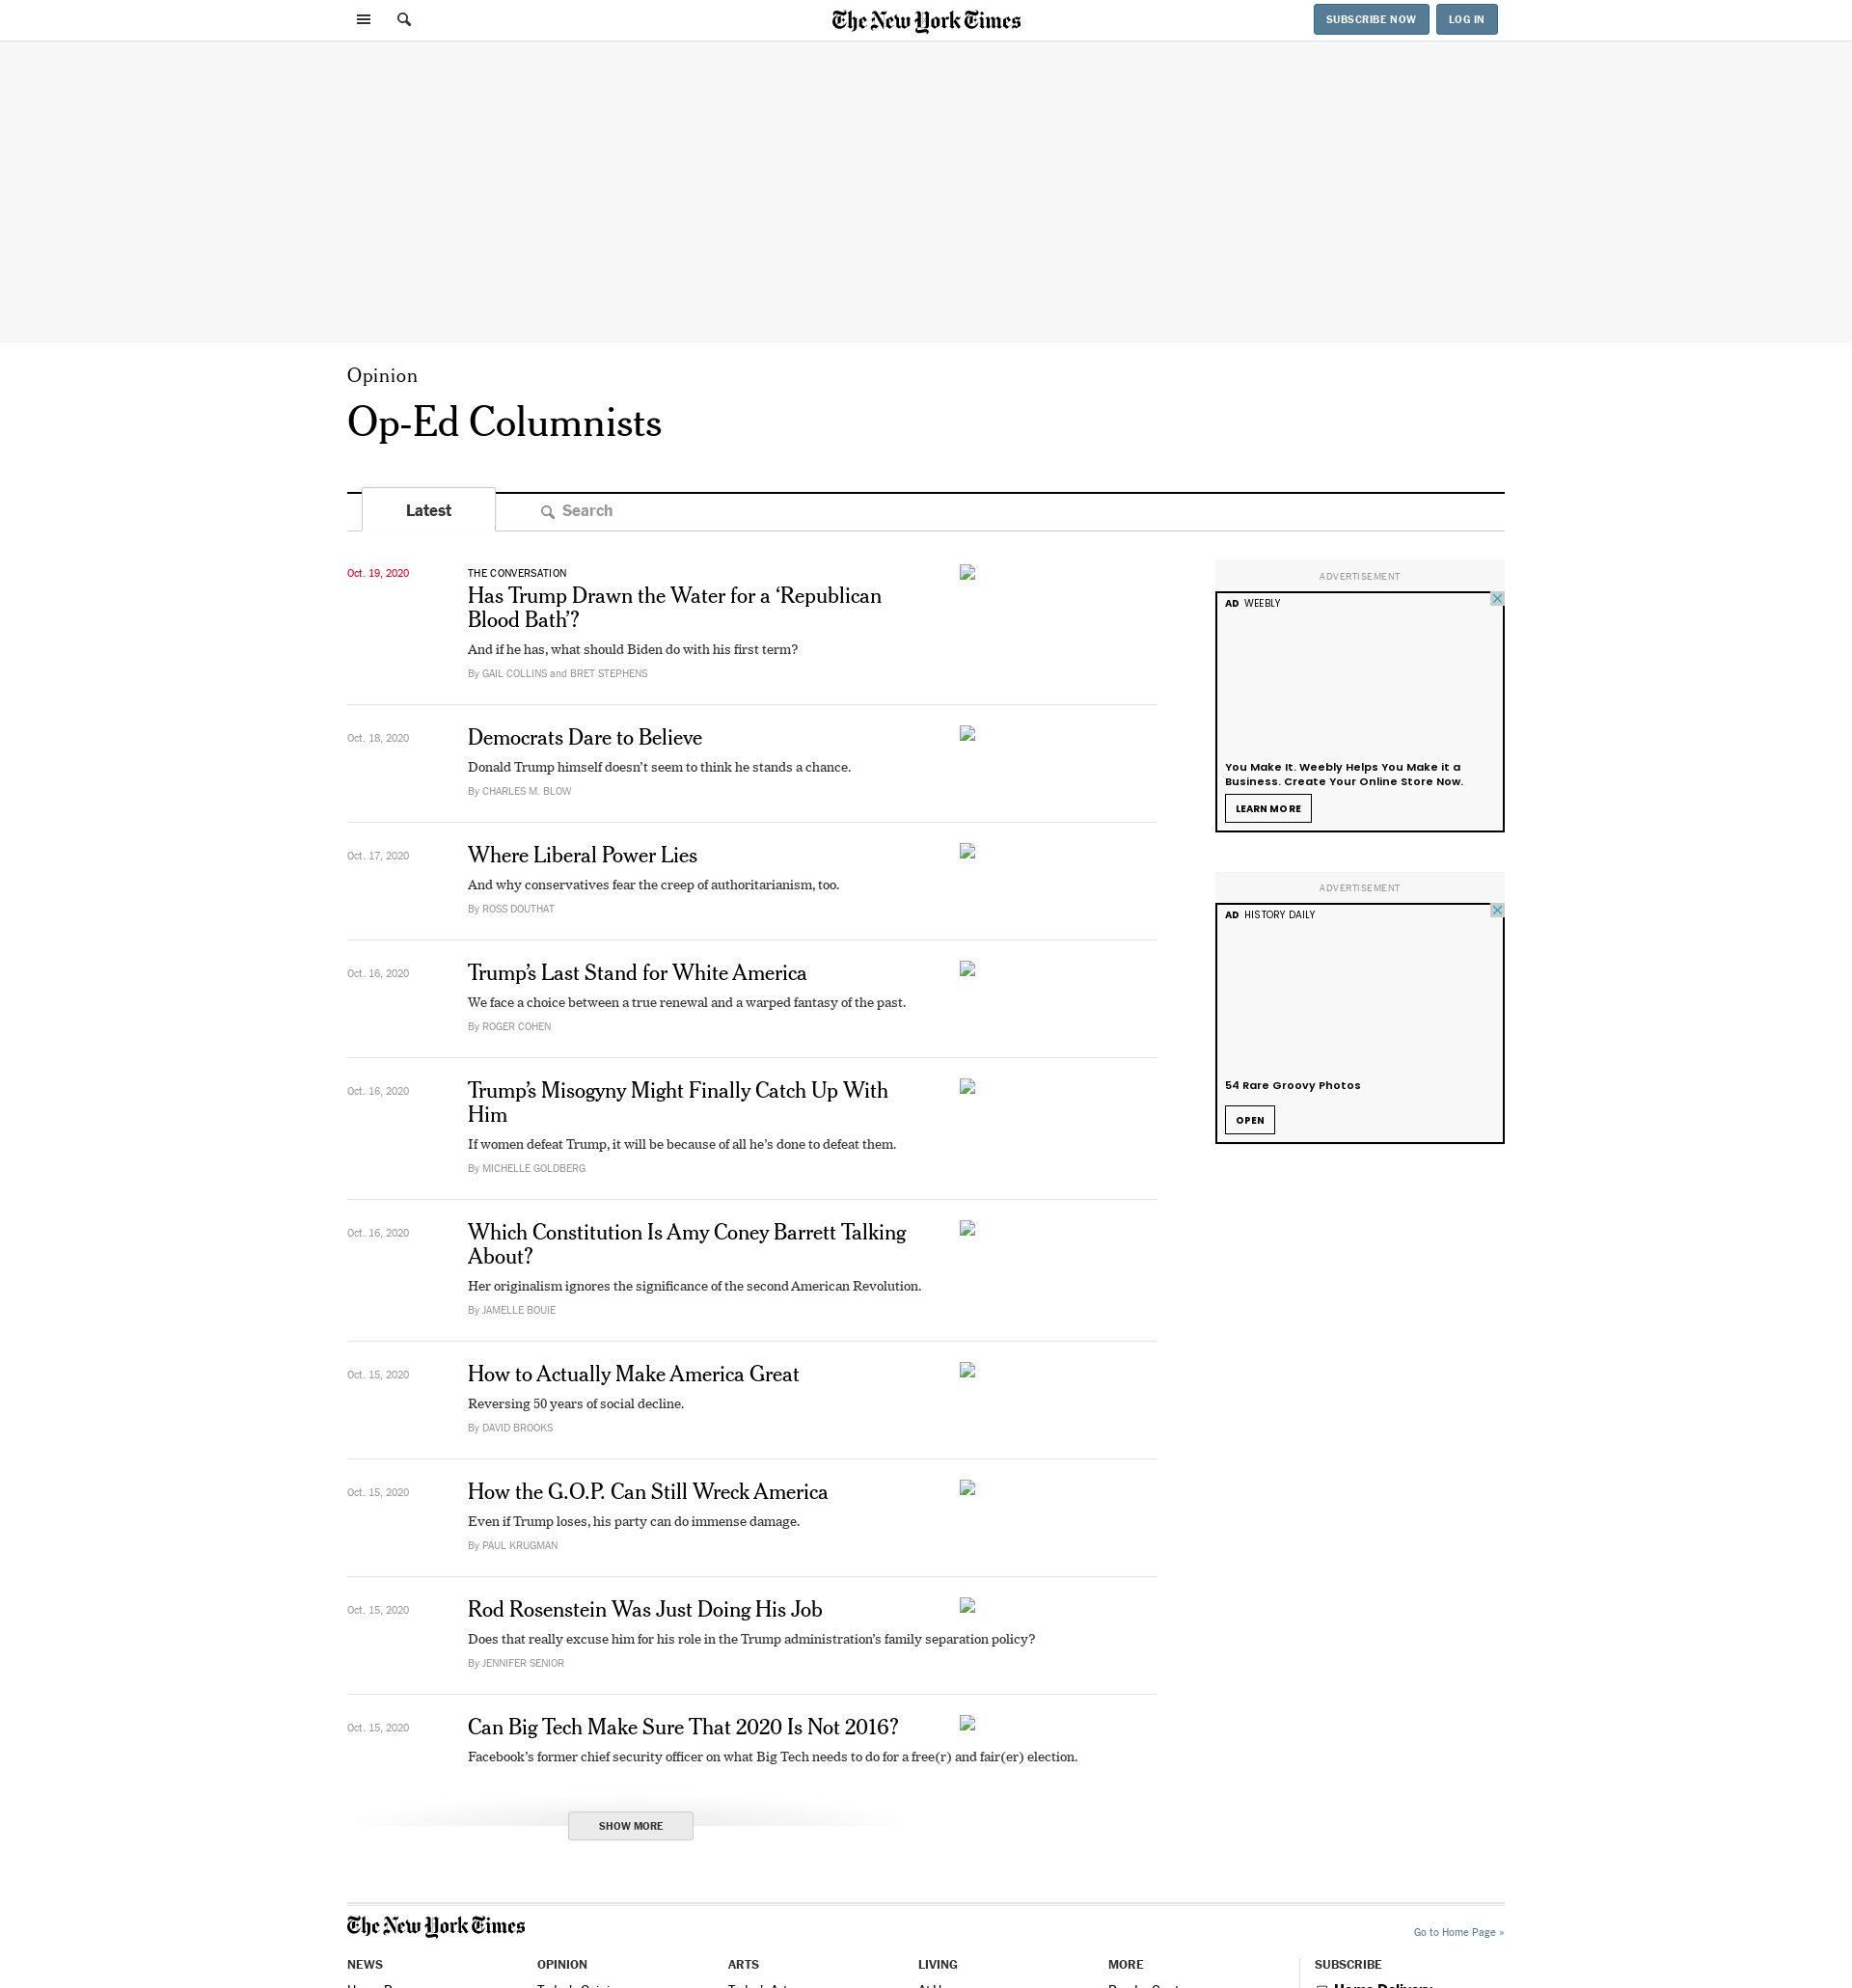 The New York Times
SUBSCRIBE NOW
LOG IN
Opinion
Op-Ed Columnists
Latest
Search
Oct. 19, 2020
THE CONVERSATION
Has Trump Drawn the Water for a ‘Republican
Blood Bath’?
And if he has, what should Biden do with his first term?
By GAIL COLLINS and BRET STEPHENS
Oct. 18, 2020
Democrats Dare to Believe
Donald Trump himself doesn’t seem to think he stands a chance.
By CHARLES M. BLOW
Oct. 17, 2020
Where Liberal Power Lies
And why conservatives fear the creep of authoritarianism, too.
By ROSS DOUTHAT
Oct. 16, 2020
Trump’s Last Stand for White America
We face a choice between a true renewal and a warped fantasy of the past.
By ROGER COHEN
Oct. 16, 2020
Trump’s Misogyny Might Finally Catch Up With
Him
If women defeat Trump, it will be because of all he’s done to defeat them.
By MICHELLE GOLDBERG
Oct. 16, 2020
Which Constitution Is Amy Coney Barrett Talking
About?
Her originalism ignores the significance of the second American Revolution.
By JAMELLE BOUIE
Oct. 15, 2020
How to Actually Make America Great
Reversing 50 years of social decline.
By DAVID BROOKS
Oct. 15, 2020
How the G.O.P. Can Still Wreck America
Even if Trump loses, his party can do immense damage.
By PAUL KRUGMAN
Oct. 15, 2020
Rod Rosenstein Was Just Doing His Job
Does that really excuse him for his role in the Trump administration’s family separation policy?
By JENNIFER SENIOR
Oct. 15, 2020
Can Big Tech Make Sure That 2020 Is Not 2016?
Facebook’s former chief security officer on what Big Tech needs to do for a free(r) and fair(er) election.
SHOW MORE
ADVERTISEMENT
AD WEEBLY
You Make It. Weebly Helps You Make it a
Business. Create Your Online Store Now.
LEARN MORE
ADVERTISEMENT
AD HISTORY DAILY
54 Rare Groovy Photos
OPEN
The New York Times
Go to Home Page »
NEWS
OPINION
ARTS
LIVING
MORE
SUBSCRIBE
Home Delivery